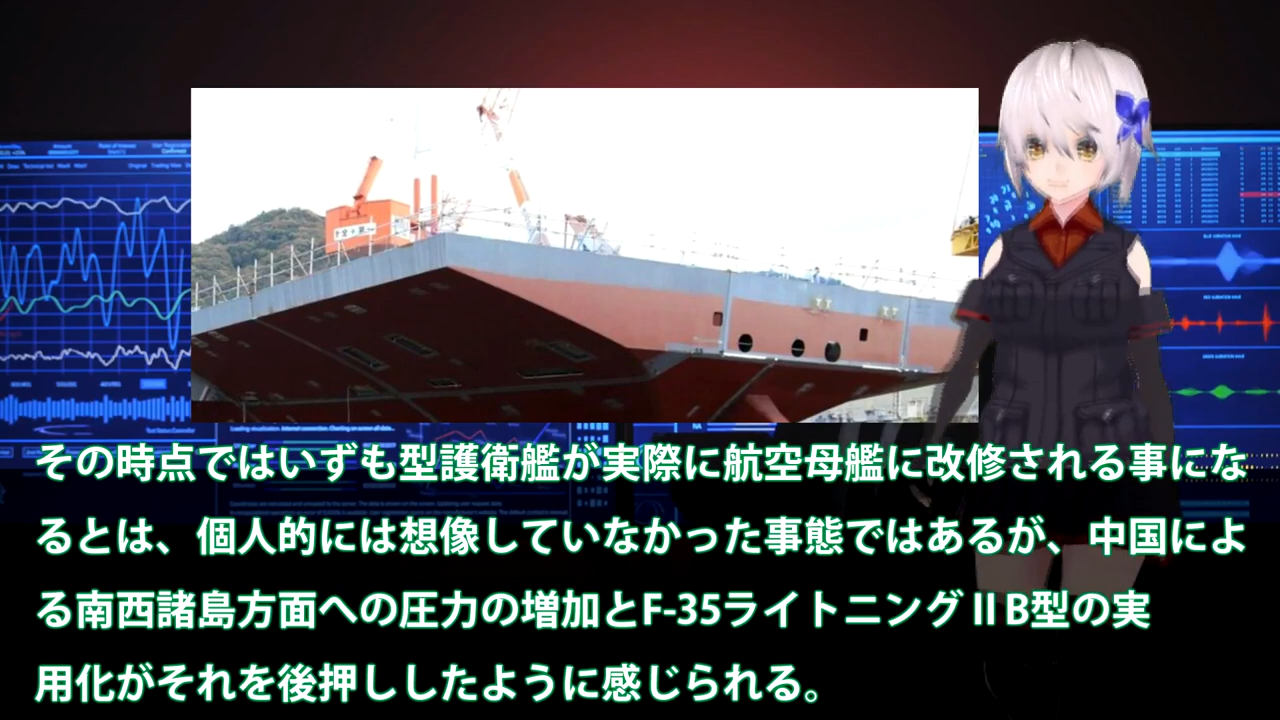 その時点ではいずも型護衛艦が実際に航空母艦に改修される事にな
るとは、個人的には想像していなかった事態ではあるが、中国によ
る南西諸島方面への圧力の増加とF-35ライトニングⅡB型の実
用化がそれを後押ししたように感じられる。